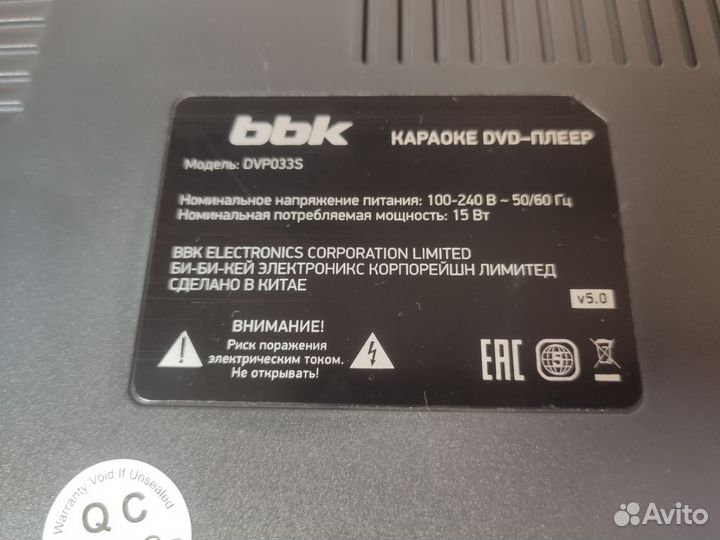 bbk
КАРАОКЕ DVD–ПЛЕЕР
Модель: DVP033S
Номинальное напряжение питания: 100-240 В ~ 50/60 Гц
Номинальная потребляемая мощность: 15 Вт
BBK ELECTRONICS CORPORATION LIMITED
БИ-БИ-КЕЙ ЭЛЕКТРОНИКС КОРПОРЕЙШН ЛИМИТЕД
СДЕЛАНО В КИТАЕ
v5.0
ВНИМАНИЕ!
Риск поражения
электрическим током.
Не открывать!
EAC
5
Warranty Void If Unsealed
QC
Avito